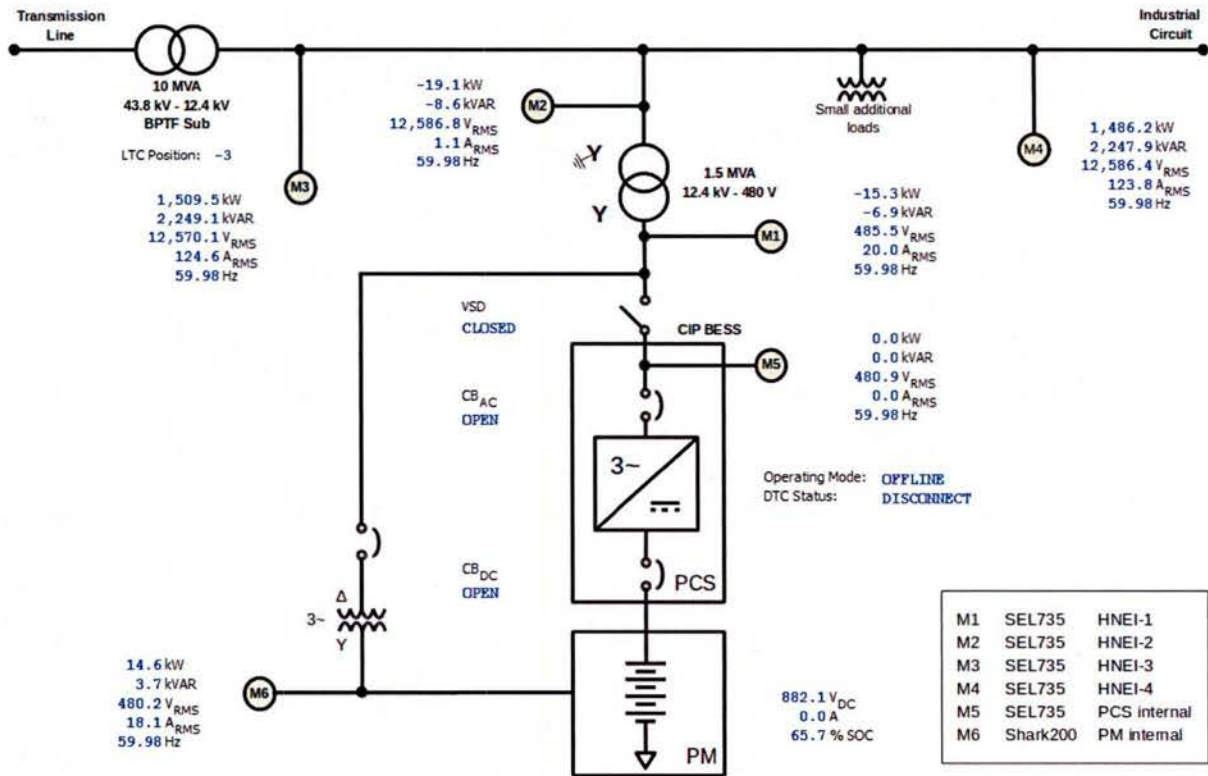 Transmission
Line
Industrial
Circuit
10 MVA
43.8 kV - 12.4 kV
BPTF Sub
LTC Position: -3
M3
1,509.5 kW
2,249.1 kVAR
12,570.1 VRMS
124.6 ARMS
59.98 Hz
-19.1 kW
-8.6 kVAR
12,586.8 VRMS
1.1 ARMS
59.98 Hz
M2
Y
Y
1.5 MVA
12.4 kV - 480 V
Small additional
loads
M4
1,486.2 kW
2,247.9 kVAR
12,586.4 VRMS
123.8 ARMS
59.98 Hz
M1
-15.3 kW
-6.9 kVAR
485.5 VRMS
20.0 ARMS
59.98 Hz
VSD
CLOSED
CIP BESS
M5
0.0 kW
0.0 kVAR
480.9 VRMS
0.0 ARMS
59.98 Hz
CBAC
OPEN
3~
Operating Mode: OFFLINE
DTC Status: DISCONNECT
CBDC
OPEN
PCS
Δ
3~
Y
M6
14.6 kW
3.7 kVAR
480.2 VRMS
18.1 ARMS
59.98 Hz
PM
882.1 VDC
0.0 A
65.7 % SOC
M1 SEL735 HNEI-1
M2 SEL735 HNEI-2
M3 SEL735 HNEI-3
M4 SEL735 HNEI-4
M5 SEL735 PCS internal
M6 Shark200 PM internal